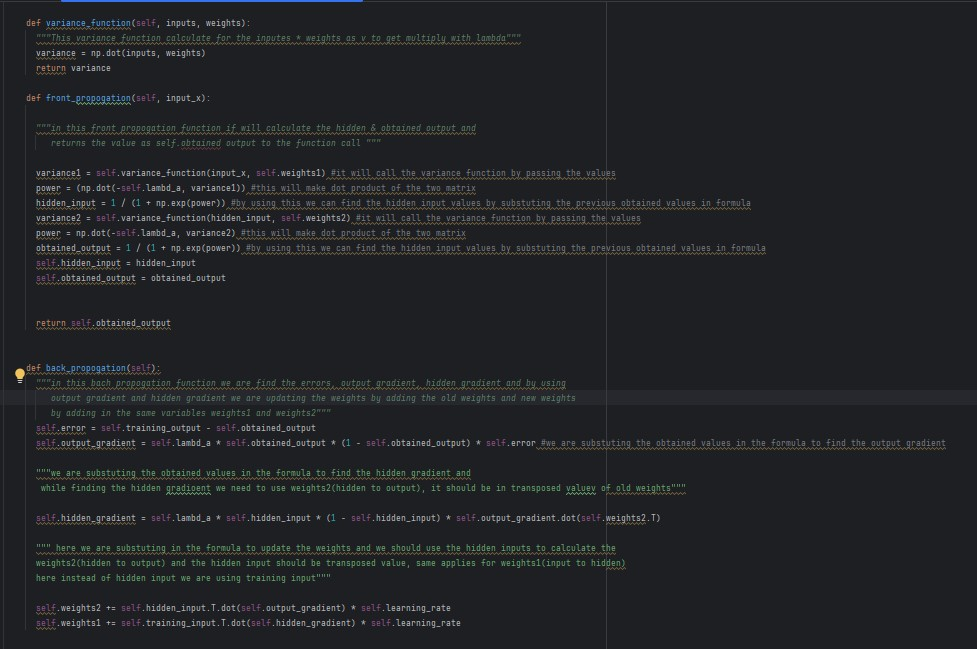 def variance_function(self, inputs, weights):
"""This variance function calculate for the inputes * weights as v to get multiply with lambda"""
variance = np.dot(inputs, weights)
return variance
def front_propogation(self, input_x):
"""in this front propogation function if will calculate the hidden & obtained output and
returns the value as self.obtained output to the function call """
variance1 = self.variance_function(input_x, self.weights1) #it will call the variance function by passing the values
power = (np.dot(-self.lambd_a, variance1)) #this will make dot product of the two matrix
hidden_input = 1 / (1 + np.exp(power)) #by using this we can find the hidden input values by substuting the previous obtained values in formula
variance2 = self.variance_function(hidden_input, self.weights2) #it will call the variance function by passing the values
power = np.dot(-self.lambd_a, variance2) #this will make dot product of the two matrix
obtained_output = 1 / (1 + np.exp(power)) #by using this we can find the hidden input values by substuting the previous obtained values in formula
self.hidden_input = hidden_input
self.obtained_output = obtained_output
return self.obtained_output
def back_propogation(self):
"""in this bach propogation function we are find the errors, output gradient, hidden gradient and by using
output gradient and hidden gradient we are updating the weights by adding the old weights and new weights
by adding in the same variables weights1 and weights2"""
self.error = self.training_output - self.obtained_output
self.output_gradient = self.lambd_a * self.obtained_output * (1 - self.obtained_output) * self.error #we are substuting the obtained values in the formula to find the output gradient
"""we are substuting the obtained values in the formula to find the hidden gradient and
while finding the hidden gradioent we need to use weights2(hidden to output), it should be in transposed valuev of old weights"""
self.hidden_gradient = self.lambd_a * self.hidden_input * (1 - self.hidden_input) * self.output_gradient.dot(self.weights2.T)
""" here we are substuting in the formula to update the weights and we should use the hidden inputs to calculate the
weights2(hidden to output) and the hidden input should be transposed value, same applies for weights1(input to hidden)
here instead of hidden input we are using training input"""
self.weights2 += self.hidden_input.T.dot(self.output_gradient) * self.learning_rate
self.weights1 += self.training_input.T.dot(self.hidden_gradient) * self.learning_rate